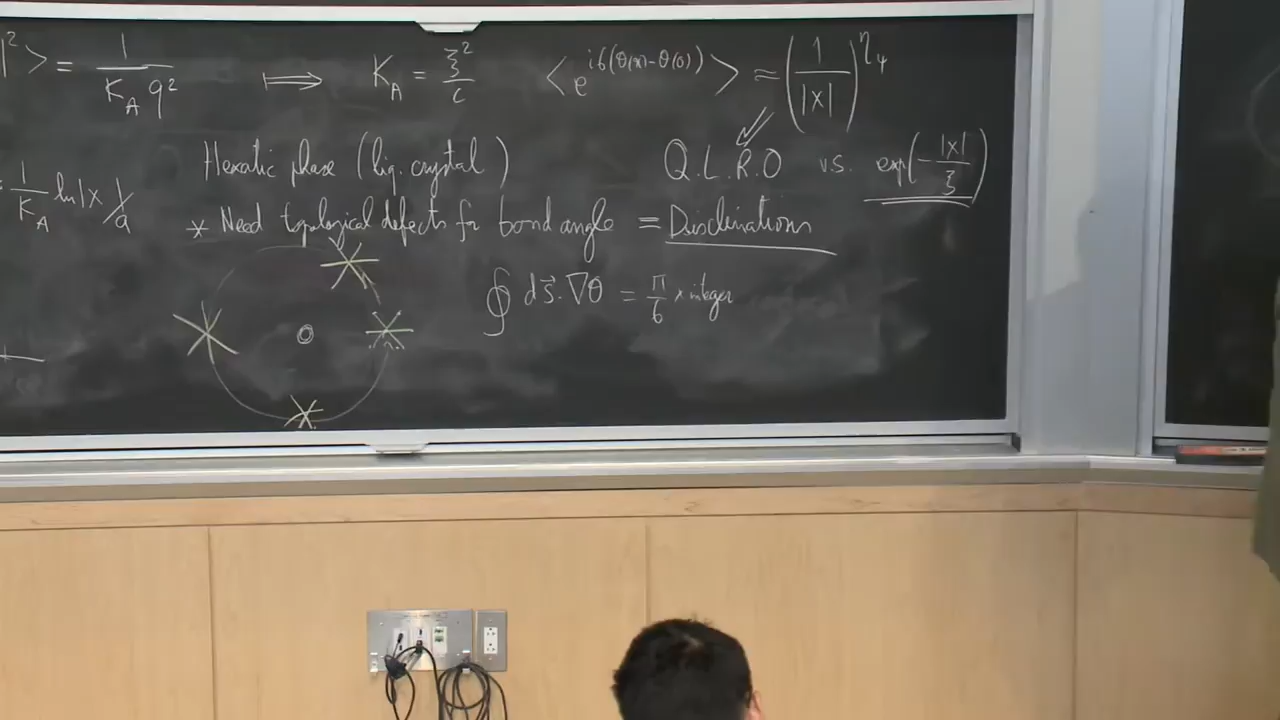 |²> = 1/(K_A q²) ⟹ K_A = ξ²/c <e^{i6(θ(x)-θ(0))}> ≈ (1/|x|)^{η_4}
Hexatic phase (liq. crystal) Q.L.R.O vs. exp(-|x|/ξ)
1/K_A ln|x|/a
* Need topological defects for bond angle = Disclinations
∮ ds⃗.∇θ = π/6 × integer